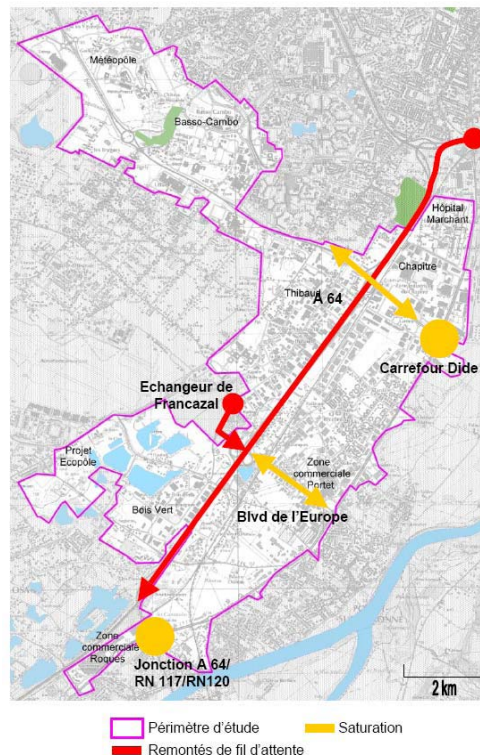 Météopôle
Basso-Cambo
Hôpital
Marchant
Chapitre
Thibaud
A 64
Carrefour Dide
Echangeur de
Francazal
Projet
Ecopôle
Zone
commerciale
Portet
Bois Vert
Blvd de l'Europe
Zone
commerciale
Roques
Jonction A 64/
RN 117/RN120
2 km
Périmètre d'étude
Saturation
Remontés de fil d'attente